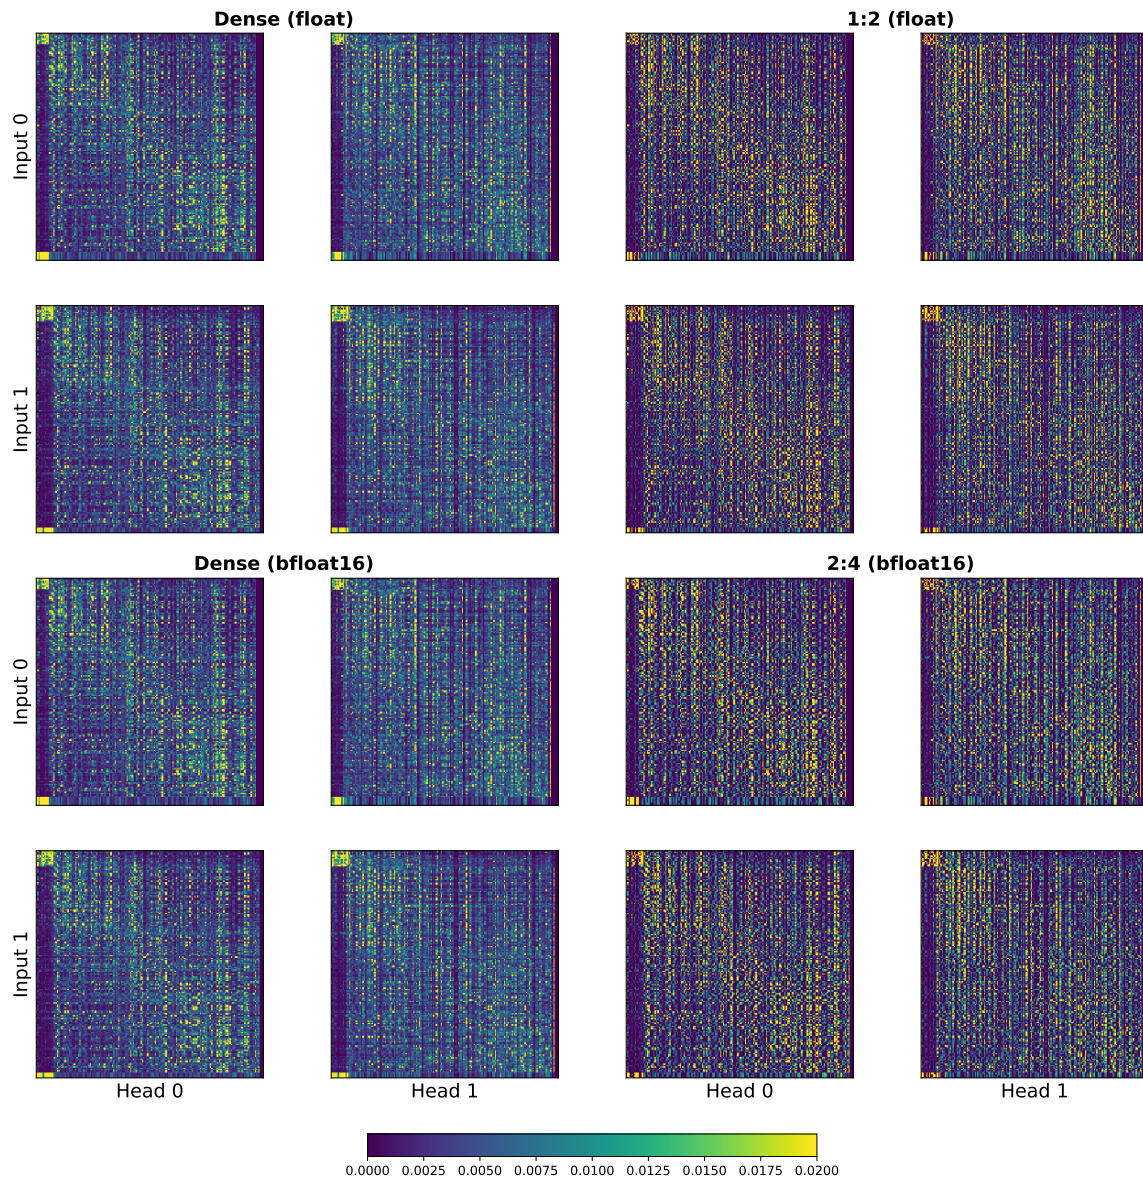 Dense (float)
1:2 (float)
Input 0
Input 1
Dense (bfloat16)
2:4 (bfloat16)
Input 0
Input 1
Head 0
Head 1
Head 0
Head 1
0.0000 0.0025 0.0050 0.0075 0.0100 0.0125 0.0150 0.0175 0.0200